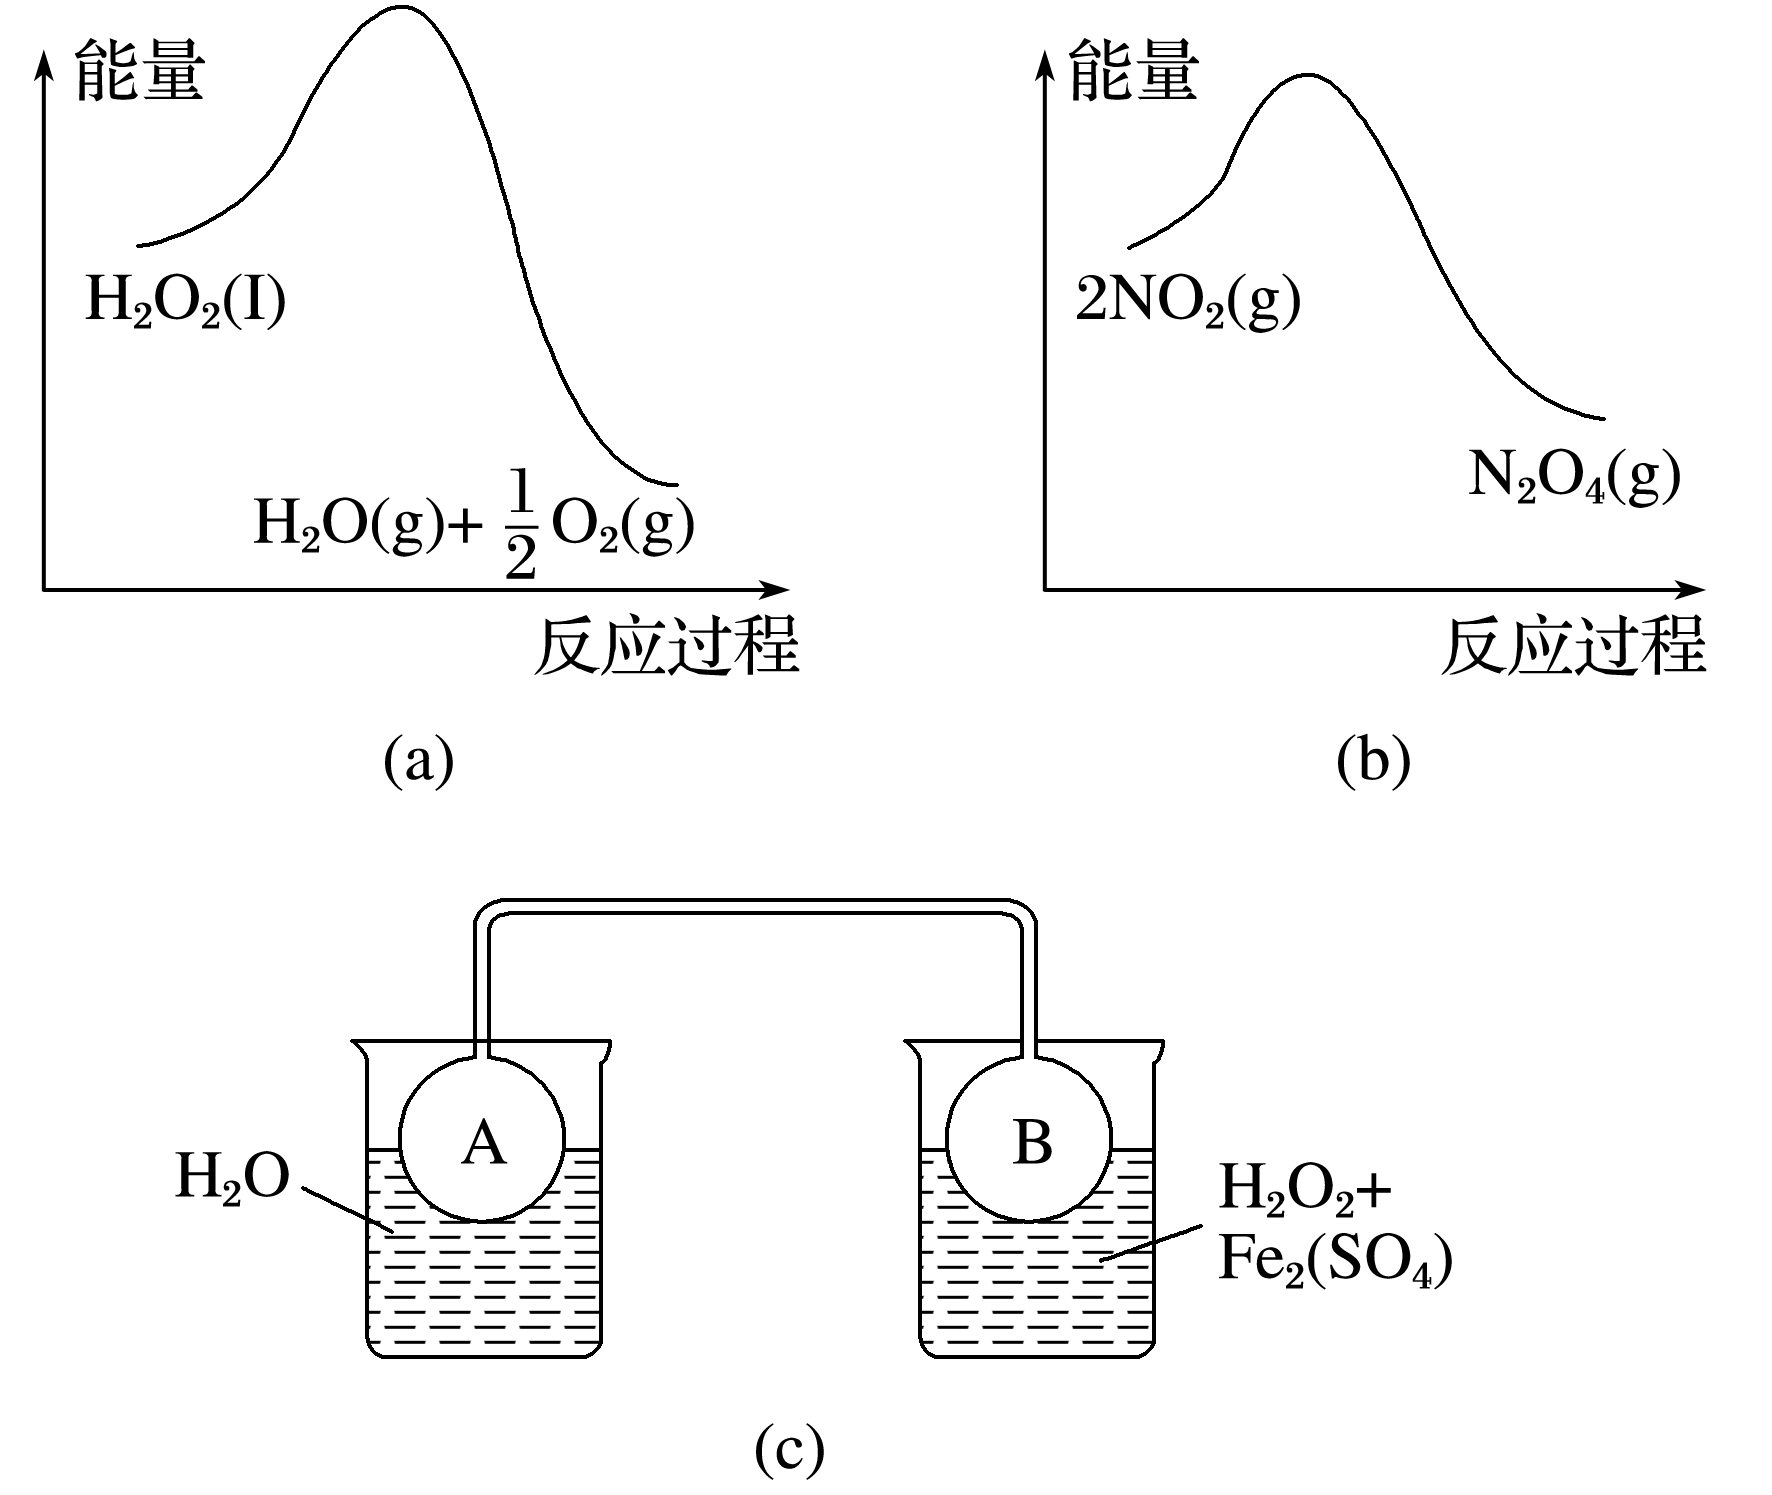 能量
H₂O₂(I)
H₂O(g)+ 1/2 O₂(g)
反应过程
(a)
能量
2NO₂(g)
N₂O₄(g)
反应过程
(b)
A
B
H₂O
H₂O₂+
Fe₂(SO₄)
(c)